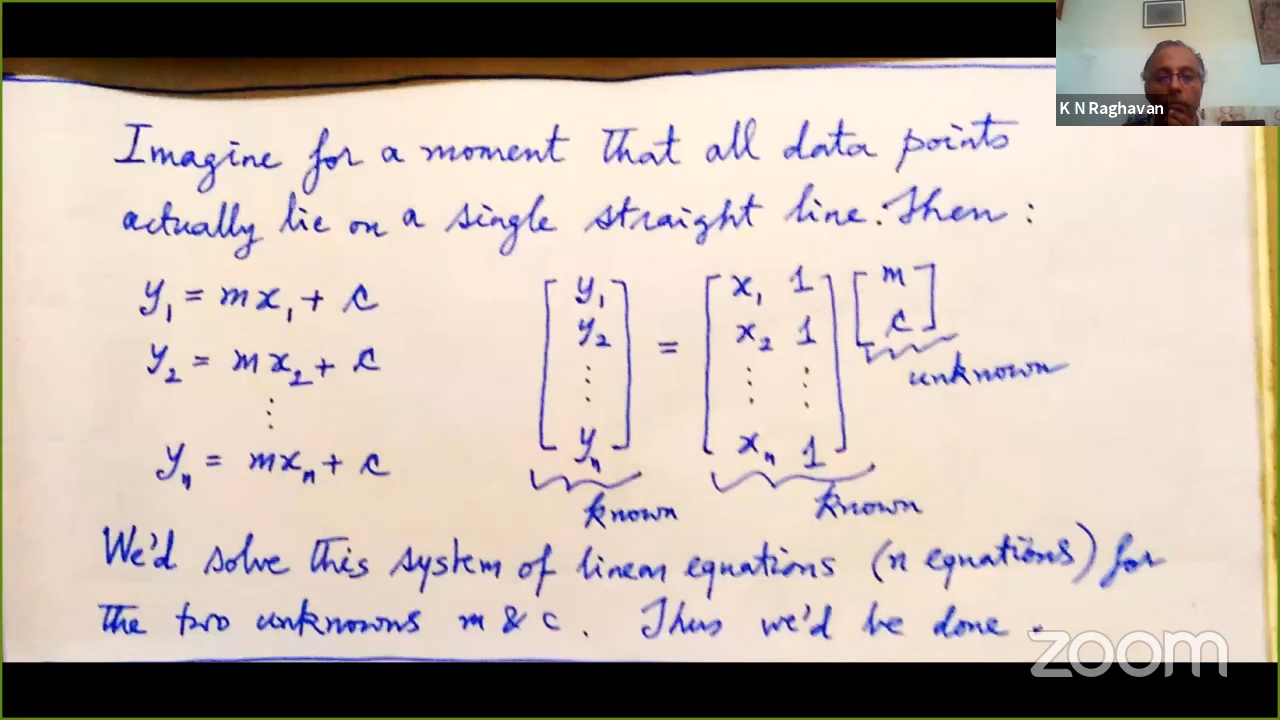 K N Raghavan
Imagine for a moment that all data points
actually lie on a single straight line. Then :
y₁ = mx₁ + c
y₂ = mx₂ + c
⋮
yₙ = mxₙ + c
[y₁ y₂ ⋮ yₙ] = [x₁ 1 x₂ 1 ⋮ ⋮ xₙ 1] [m c]
known known unknown
We'd solve this system of linear equations (n equations) for
the two unknowns m & c. Thus we'd be done.
zoom